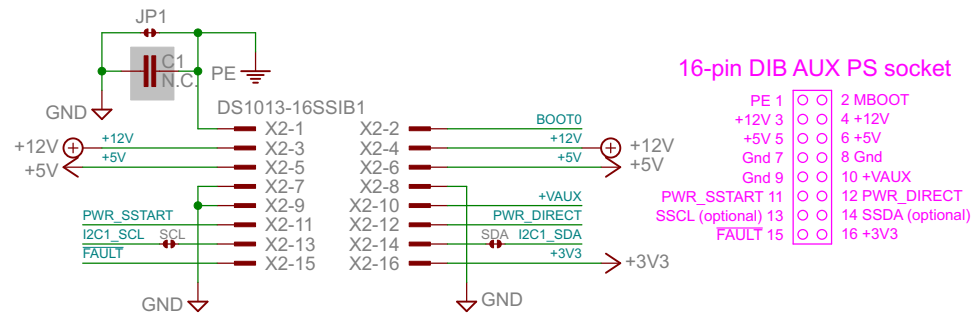 JP1
C1
N.C.
PE
GND
DS1013-16SSIB1
X2-1
X2-2 BOOT0
+12V +12V X2-3
X2-4 +12V +12V
+5V +5V X2-5
X2-6 +5V +5V
X2-7
X2-8
X2-9
X2-10 +VAUX
PWR_SSTART X2-11
X2-12 PWR_DIRECT
I2C1_SCL SCL X2-13
X2-14 SDA I2C1_SDA
FAULT X2-15
X2-16 +3V3 +3V3
GND
GND
16-pin DIB AUX PS socket
PE 1 2 MBOOT
+12V 3 4 +12V
+5V 5 6 +5V
Gnd 7 8 Gnd
Gnd 9 10 +VAUX
PWR_SSTART 11 12 PWR_DIRECT
SSCL (optional) 13 14 SSDA (optional)
FAULT 15 16 +3V3